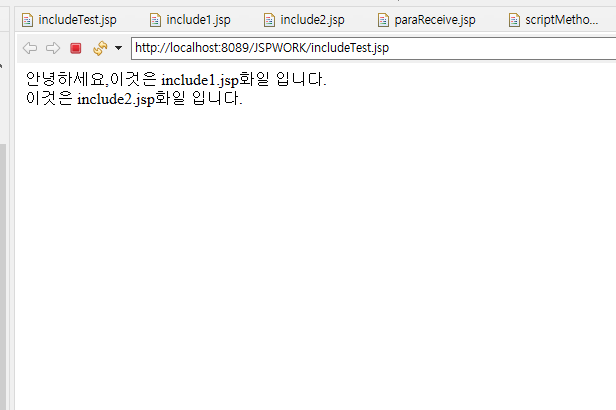 includeTest.jsp include1.jsp include2.jsp paraReceive.jsp scriptMetho...
http://localhost:8089/JSPWORK/includeTest.jsp
안녕하세요,이것은 include1.jsp화일 입니다.
이것은 include2.jsp화일 입니다.